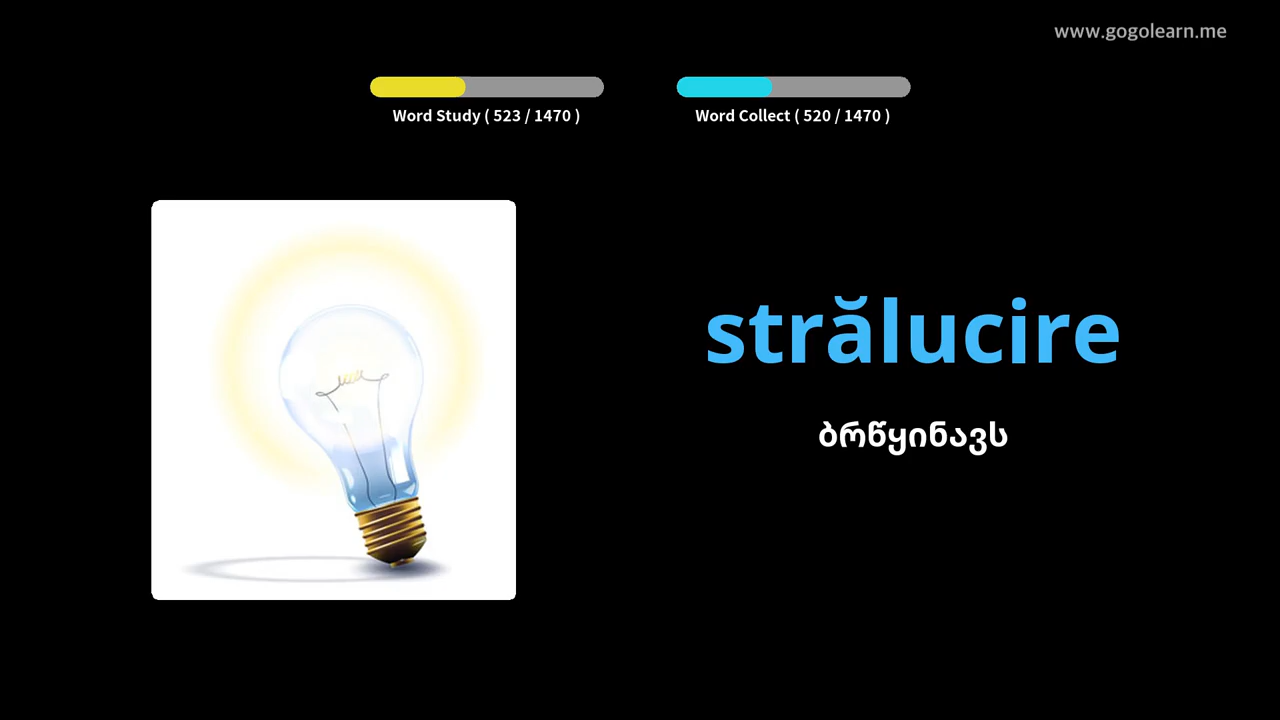 www.gogolearn.me
Word Study ( 523 / 1470 )
Word Collect ( 520 / 1470 )
strălucire
ბრწყინავს